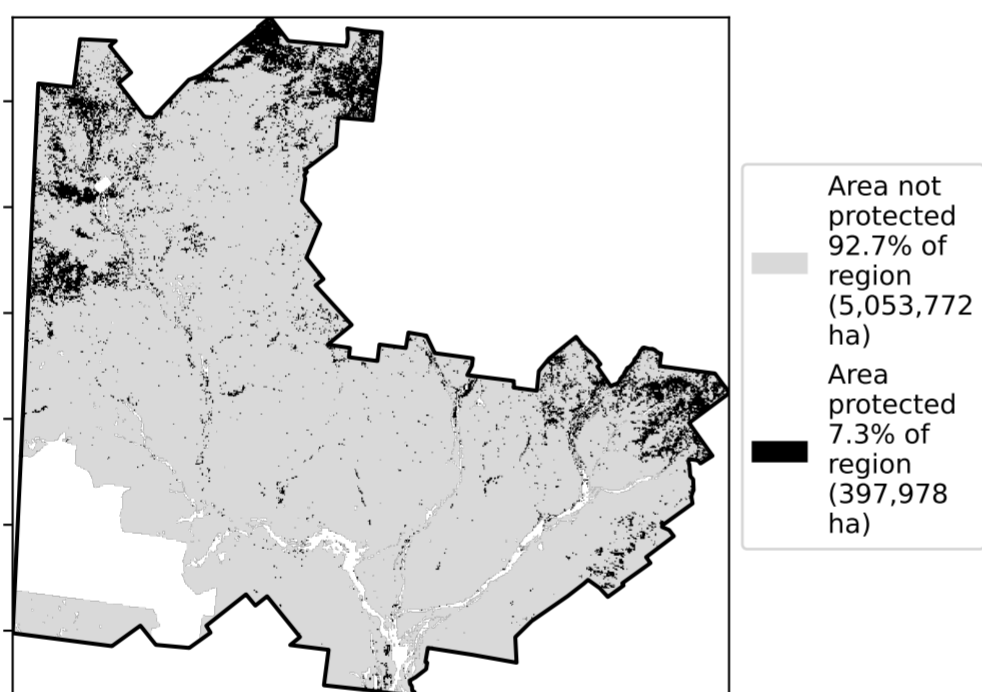 Area not
protected
92.7% of
region
(5,053,772
ha)
Area
protected
7.3% of
region
(397,978
ha)